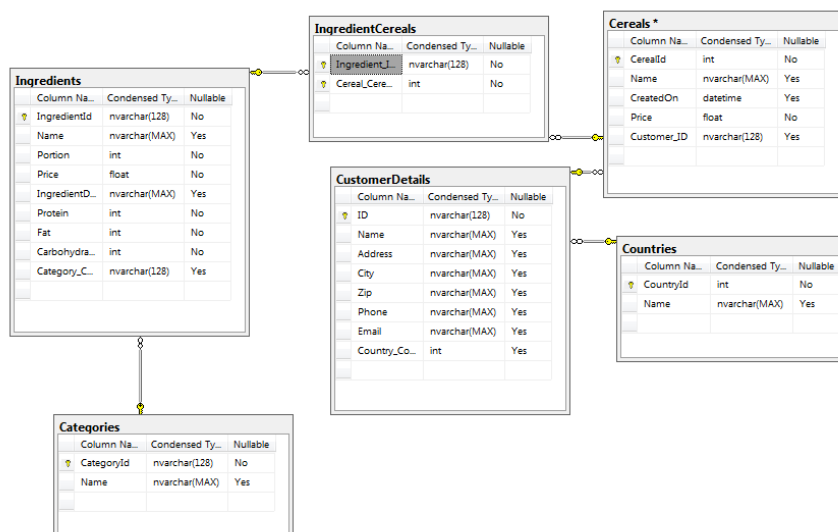 IngredientCereals
Column Na... Condensed Ty... Nullable
Ingredient_I... nvarchar(128) No
Cereal_Cere... int No
Cereals *
Column Na... Condensed Ty... Nullable
CerealId int No
Name nvarchar(MAX) Yes
CreatedOn datetime Yes
Price float No
Customer_ID nvarchar(128) Yes
Ingredients
Column Na... Condensed Ty... Nullable
IngredientId nvarchar(128) No
Name nvarchar(MAX) Yes
Portion int No
Price float No
IngredientD... nvarchar(MAX) Yes
Protein int No
Fat int No
Carbohydra... int No
Category_C... nvarchar(128) Yes
CustomerDetails
Column Na... Condensed Ty... Nullable
ID nvarchar(128) No
Name nvarchar(MAX) Yes
Address nvarchar(MAX) Yes
City nvarchar(MAX) Yes
Zip nvarchar(MAX) Yes
Phone nvarchar(MAX) Yes
Email nvarchar(MAX) Yes
Country_Co... int Yes
Countries
Column Na... Condensed Ty... Nullable
CountryId int No
Name nvarchar(MAX) Yes
Categories
Column Na... Condensed Ty... Nullable
CategoryId nvarchar(128) No
Name nvarchar(MAX) Yes